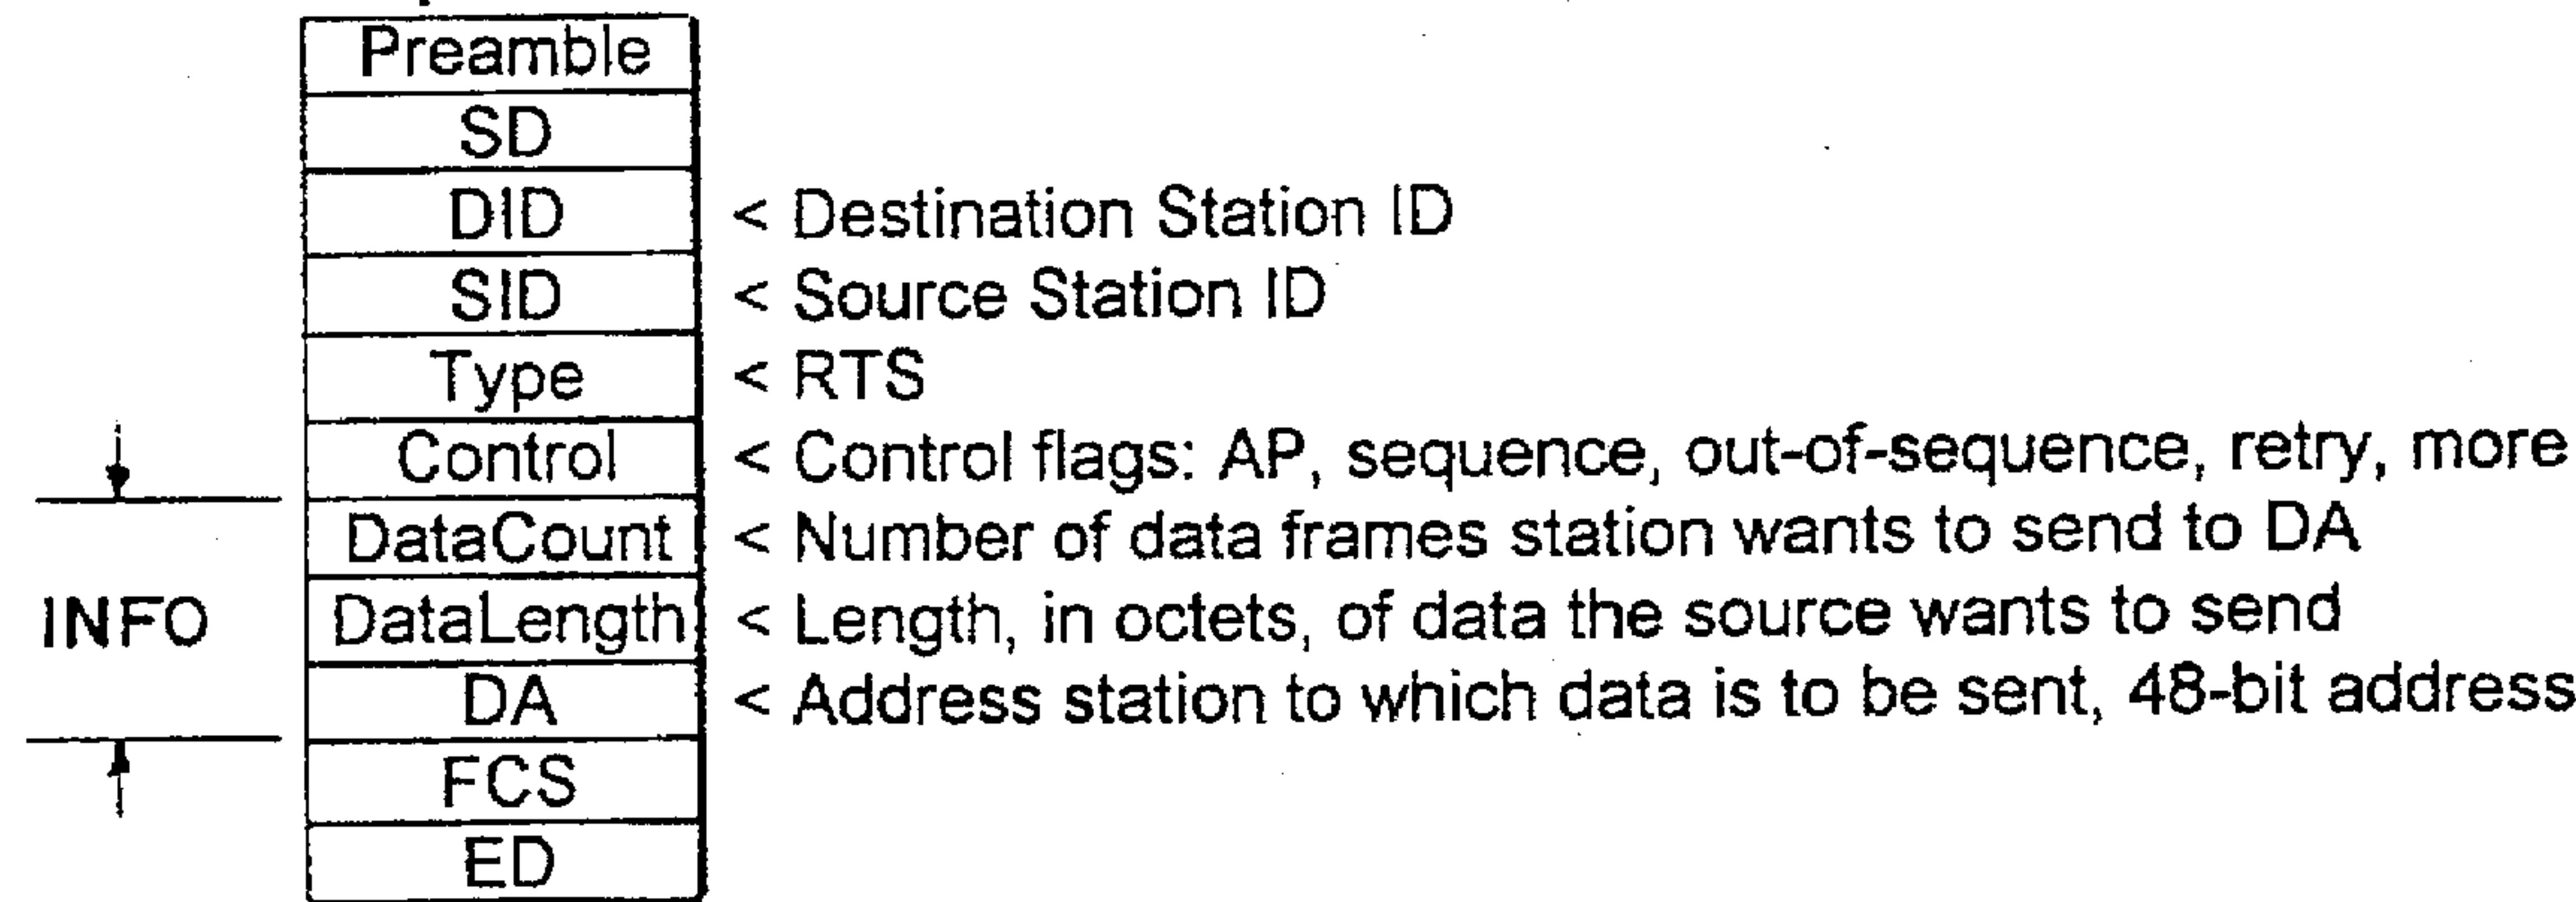 Preamble
SD
DID < Destination Station ID
SID < Source Station ID
Type < RTS
Control < Control flags: AP, sequence, out-of-sequence, retry, more
DataCount < Number of data frames station wants to send to DA
INFO DataLength < Length, in octets, of data the source wants to send
DA < Address station to which data is to be sent, 48-bit address
FCS
ED